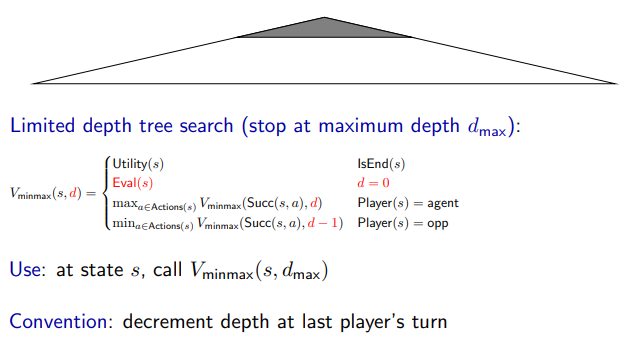 Limited depth tree search (stop at maximum depth d_max):
Utility(s) IsEnd(s)
Eval(s) d = 0
V_minmax(s, d) = {
max_{a∈Actions(s)} V_minmax(Succ(s, a), d) Player(s) = agent
min_{a∈Actions(s)} V_minmax(Succ(s, a), d − 1) Player(s) = opp
Use: at state s, call V_minmax(s, d_max)
Convention: decrement depth at last player's turn